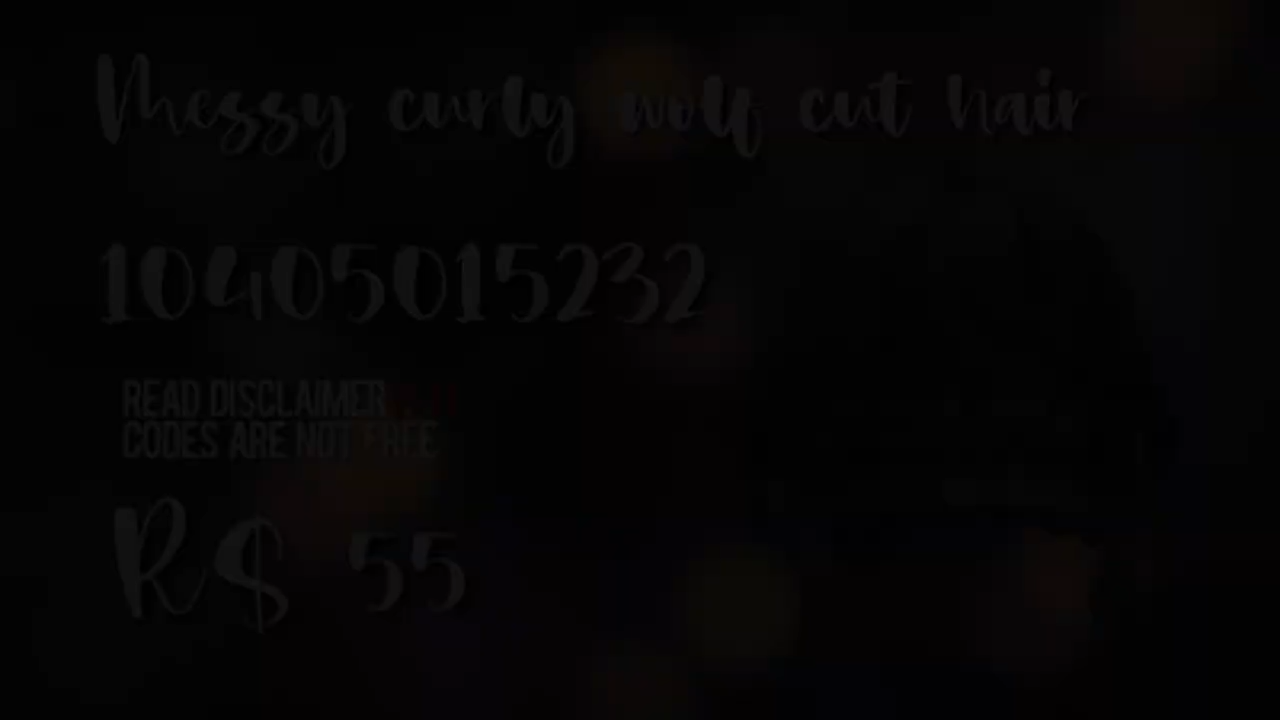 Messy curly wolf cut hair
10405015232
READ DISCLAIMER
CODES ARE NOT FREE
R$ 55